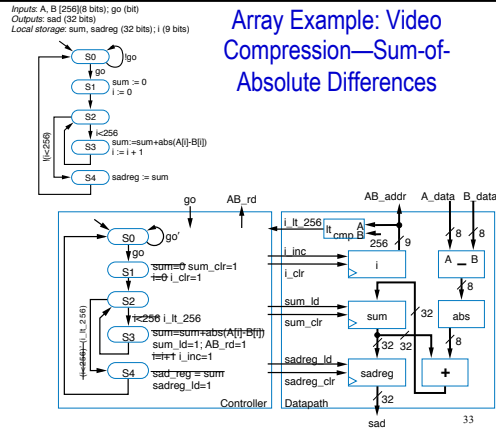 Inputs: A, B [256](8 bits); go (bit)
Outputs: sad (32 bits)
Local storage: sum, sadreg (32 bits); i (9 bits)
Array Example: Video
Compression—Sum-of-
Absolute Differences
S0
!go
go
S1
sum := 0
i := 0
S2
i<256
!(i<256)
S3
sum:=sum+abs(A[i]-B[i])
i := i + 1
S4
sadreg := sum
go
AB_rd
AB_addr
A_data
B_data
S0
go'
go
S1
sum=0 sum_clr=1
i=0 i_clr=1
S2
i<256 i_lt_256
!(i<256) (i_lt_256)
S3
sum=sum+abs(A[i]-B[i])
sum_ld=1; AB_rd=1
i=i+1 i_inc=1
S4
sad_reg = sum
sadreg_ld=1
Controller
i_lt_256
i_inc
i_clr
sum_ld
sum_clr
sadreg_ld
sadreg_clr
lt
cmp
A
B
256
9
i
8
8
A – B
8
sum
32
abs
8
32
32
sadreg
+
32
Datapath
sad
33